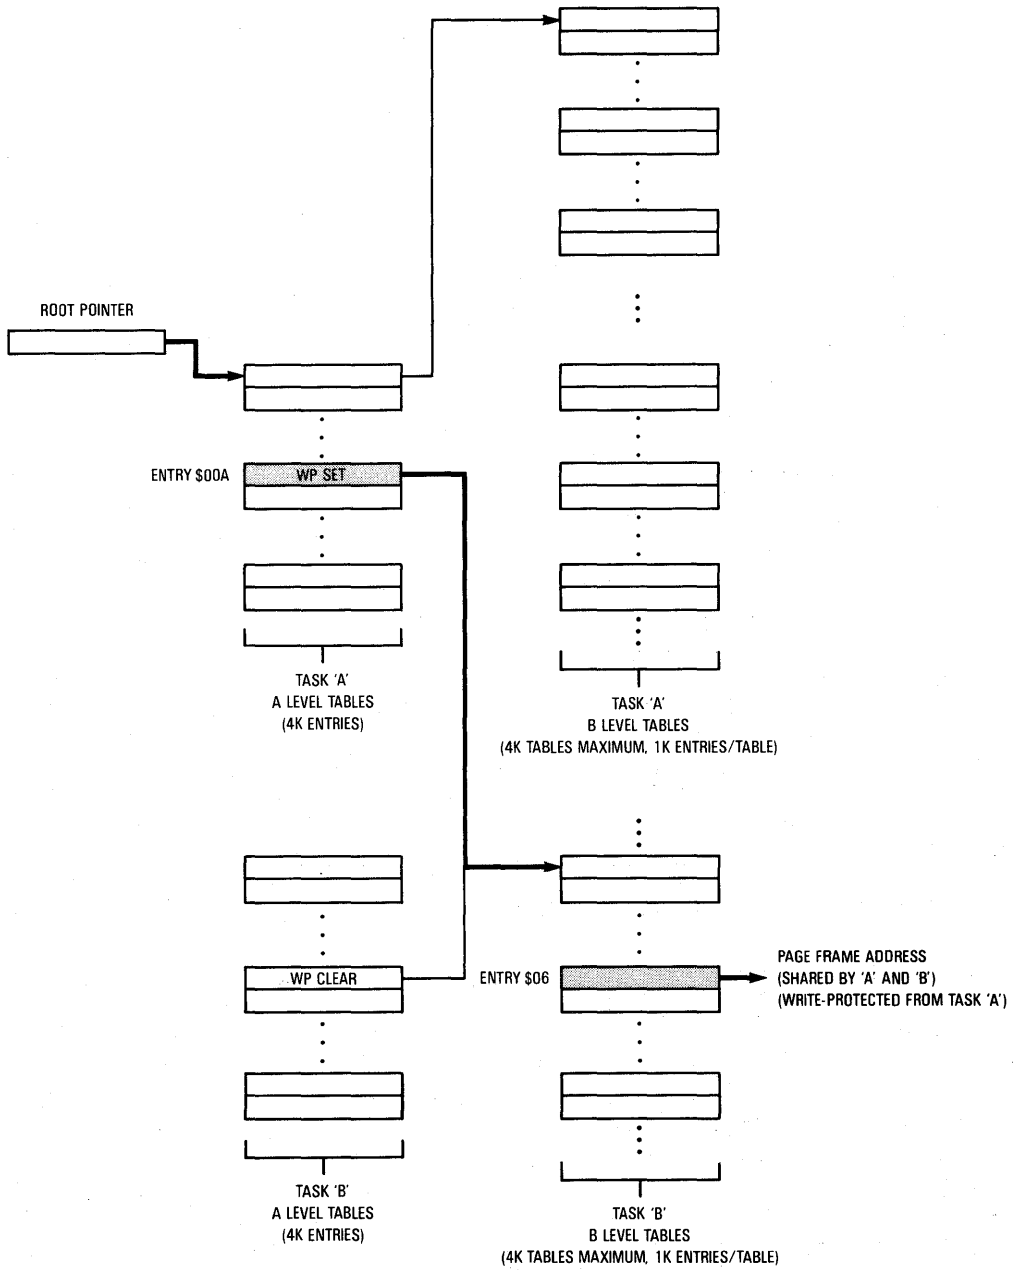 ROOT POINTER
ENTRY $00A
WP SET
TASK 'A'
A LEVEL TABLES
(4K ENTRIES)
TASK 'A'
B LEVEL TABLES
(4K TABLES MAXIMUM, 1K ENTRIES/TABLE)
WP CLEAR
ENTRY $06
PAGE FRAME ADDRESS
(SHARED BY 'A' AND 'B')
(WRITE-PROTECTED FROM TASK 'A')
TASK 'B'
A LEVEL TABLES
(4K ENTRIES)
TASK 'B'
B LEVEL TABLES
(4K TABLES MAXIMUM, 1K ENTRIES/TABLE)